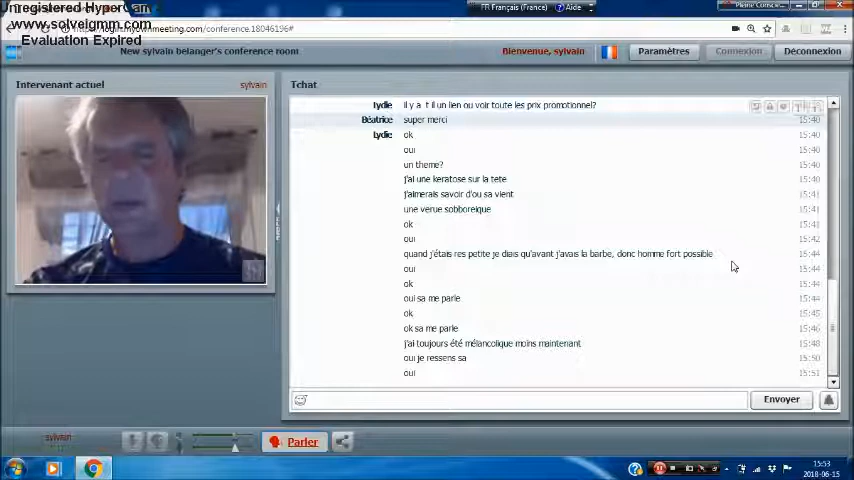 Unregistered HyperCam
www.solveigmm.com
Evaluation Expired
FR Français (France)
Aide
myownmeeting.com/conference.18046196#
New sylvain belanger's conference room
Bienvenue, sylvain
Paramètres
Connexion
Déconnexion
Intervenant actuel
sylvain
Tchat
lydie il y a t il un lien ou voir toute les prix promotionnel?
Béatrice super merci 15:40
Lydie ok 15:40
oui 15:40
un theme? 15:40
j'ai une keratose sur la tete 15:40
j'aimerais savoir d'ou sa vient 15:41
une verue sobboreique 15:41
ok 15:41
oui 15:42
quand j'étais res petite je diais qu'avant j'avais la barbe, donc homme fort possible 15:44
oui 15:44
ok 15:44
oui sa me parle 15:44
ok 15:45
ok sa me parle 15:46
j'ai toujours été mélancolique moins maintenant 15:48
oui je ressens sa 15:50
oui 15:51
Envoyer
sylvain
Parler
15:53
2018-06-15